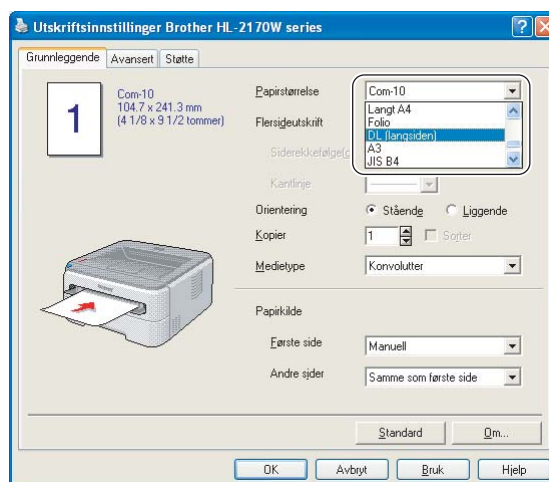 Utskriftsinnstillinger Brother HL-2170W series
Grunnleggende Avansert Støtte
1
Com-10
104.7 x 241.3 mm
(4 1/8 x 9 1/2 tommer)
Papirstørrelse Com-10
Langt A4
Folio
DL (langsiden)
A3
JIS B4
Flersideutskrift
Kantlinje
Orientering Stående Liggende
Kopier 1 Sorter
Medietype Konvolutter
Papirkilde
Første side Manuell
Andre sider Samme som første side
Standard Om...
OK Avbryt Bruk Hjelp